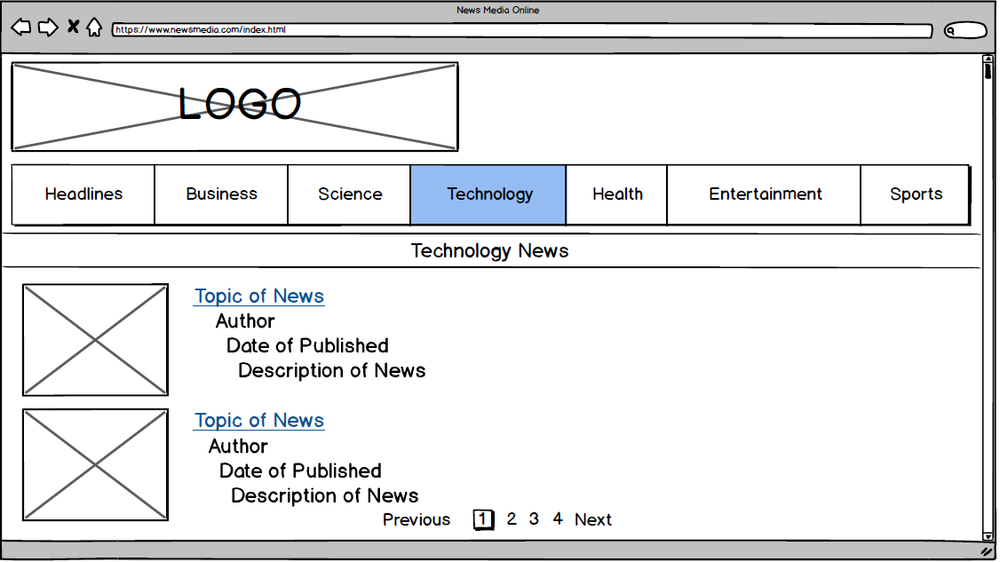 News Media Online
https://www.newsmedia.com/index.html
LOGO
Headlines Business Science Technology Health Entertainment Sports
Technology News
Topic of News
Author
Date of Published
Description of News
Topic of News
Author
Date of Published
Description of News
Previous 1 2 3 4 Next